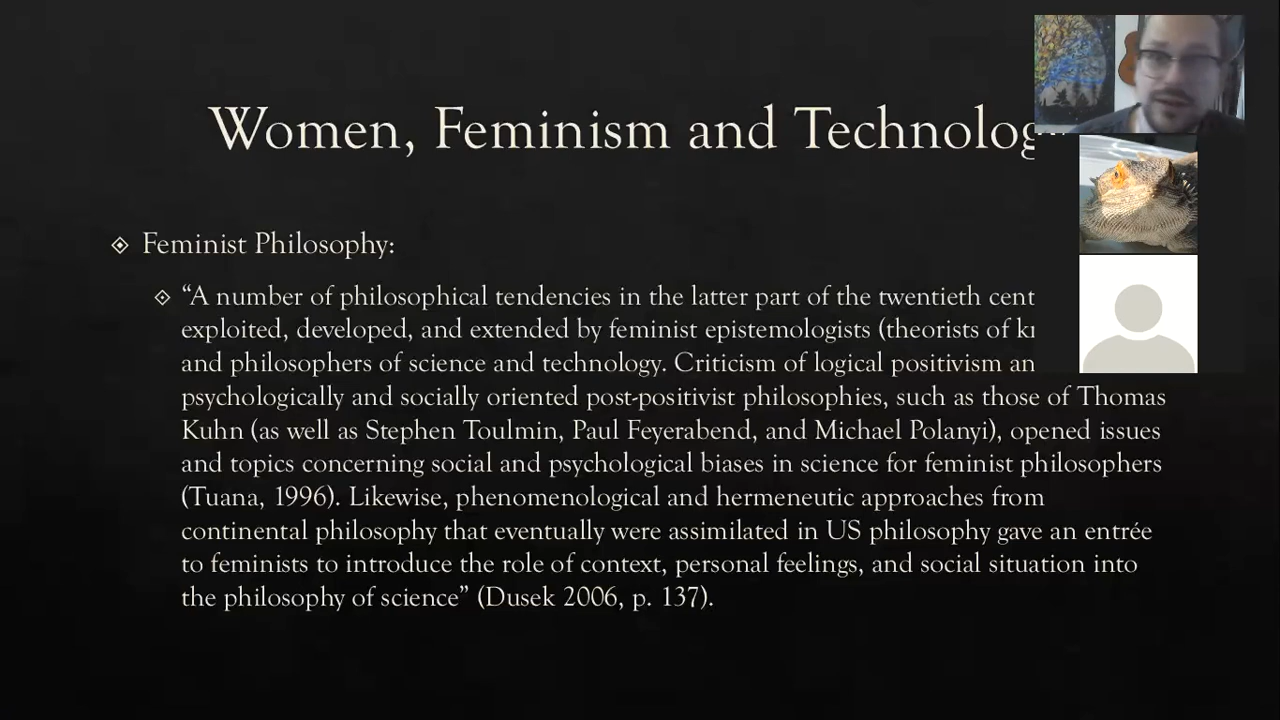 Women, Feminism and
Feminist Philosophy:
“A number of philosophical tendencies in the latter part of the twentieth
exploited, developed, and extended by feminist epistemologists (theorists of
and philosophers of science and technology. Criticism of logical positivism
psychologically and socially oriented post-positivist philosophies, such as those of Thomas
Kuhn (as well as Stephen Toulmin, Paul Feyerabend, and Michael Polanyi), opened issues
and topics concerning social and psychological biases in science for feminist philosophers
(Tuana, 1996). Likewise, phenomenological and hermeneutic approaches from
continental philosophy that eventually were assimilated in US philosophy gave an entrée
to feminists to introduce the role of context, personal feelings, and social situation into
the philosophy of science” (Dusek 2006, p. 137).